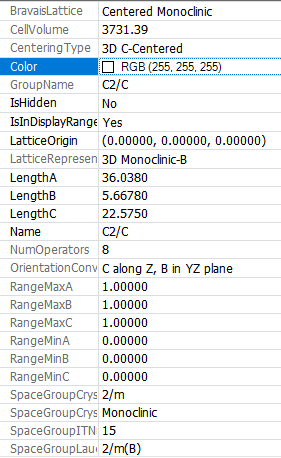 BravaisLattice Centered Monoclinic
CellVolume 3731.39
CenteringType 3D C-Centered
Color RGB (255, 255, 255)
GroupName C2/C
IsHidden No
IsInDisplayRange Yes
LatticeOrigin (0.00000, 0.00000, 0.00000)
LatticeRepresen 3D Monoclinic-B
LengthA 36.0380
LengthB 5.66780
LengthC 22.5750
Name C2/C
NumOperators 8
OrientationConv C along Z, B in YZ plane
RangeMaxA 1.00000
RangeMaxB 1.00000
RangeMaxC 1.00000
RangeMinA 0.00000
RangeMinB 0.00000
RangeMinC 0.00000
SpaceGroupCrys 2/m
SpaceGroupCrys Monoclinic
SpaceGroupITN 15
SpaceGroupLaue 2/m(B)